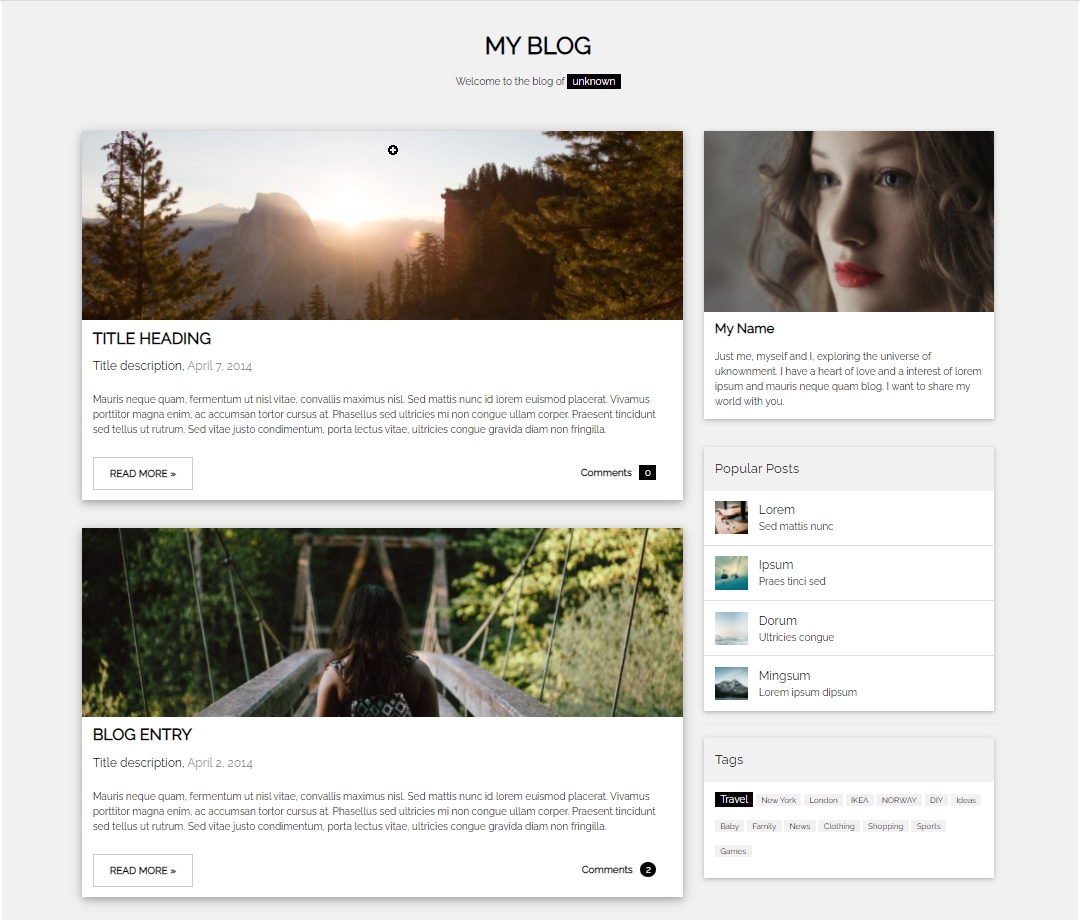 MY BLOG
Welcome to the blog of unknown
TITLE HEADING
Title description, April 7, 2014
Mauris neque quam, fermentum ut nisl vitae, convallis maximus nisl. Sed mattis nunc id lorem euismod placerat. Vivamus
porttitor magna enim, ac accumsan tortor cursus at. Phasellus sed ultricies mi non congue ullam corper. Praesent tincidunt
sed tellus ut rutrum. Sed vitae justo condimentum, porta lectus vitae, ultricies congue gravida diam non fringilla.
READ MORE »
Comments 0
BLOG ENTRY
Title description, April 2, 2014
Mauris neque quam, fermentum ut nisl vitae, convallis maximus nisl. Sed mattis nunc id lorem euismod placerat. Vivamus
porttitor magna enim, ac accumsan tortor cursus at. Phasellus sed ultricies mi non congue ullam corper. Praesent tincidunt
sed tellus ut rutrum. Sed vitae justo condimentum, porta lectus vitae, ultricies congue gravida diam non fringilla.
READ MORE »
Comments 2
My Name
Just me, myself and I, exploring the universe of
uknownment. I have a heart of love and a interest of lorem
ipsum and mauris neque quam blog. I want to share my
world with you.
Popular Posts
Lorem
Sed mattis nunc
Ipsum
Praes tinci sed
Dorum
Ultricies congue
Mingsum
Lorem ipsum dipsum
Tags
Travel New York London IKEA NORWAY DIY Ideas
Baby Family News Clothing Shopping Sports
Games